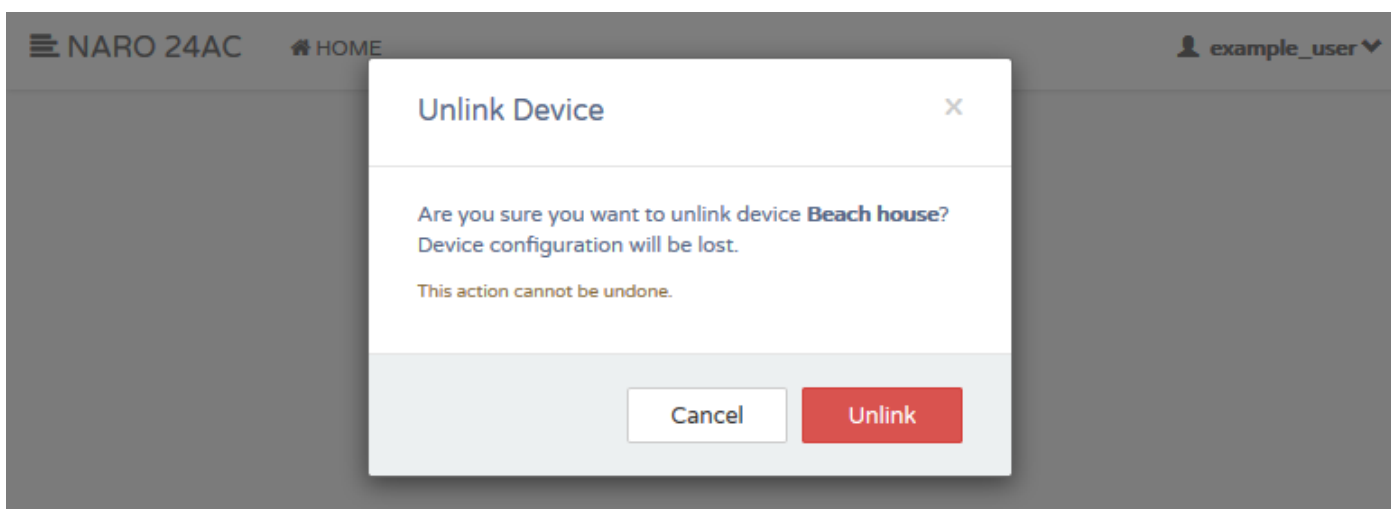 NARO 24AC HOME example_user
Unlink Device
Are you sure you want to unlink device Beach house?
Device configuration will be lost.
This action cannot be undone.
Cancel Unlink